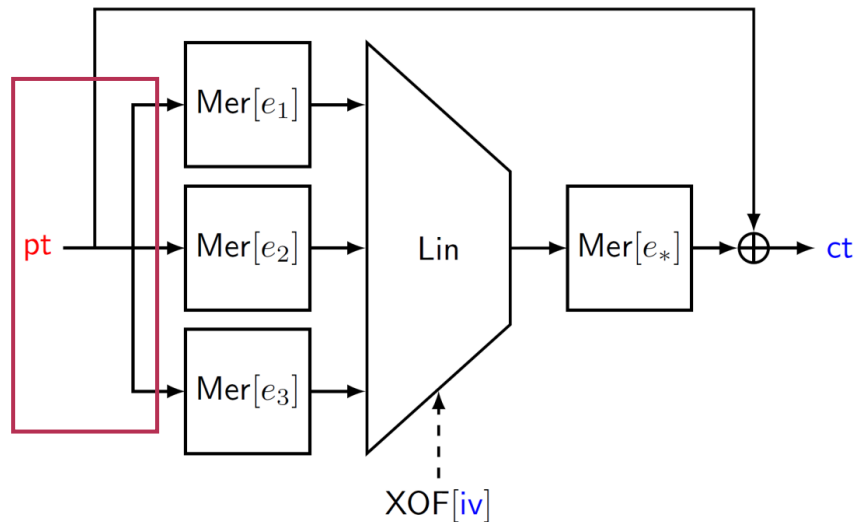 Mer[e₁]
pt
Mer[e₂]
Lin
Mer[e∗]
ct
Mer[e₃]
XOF[iv]